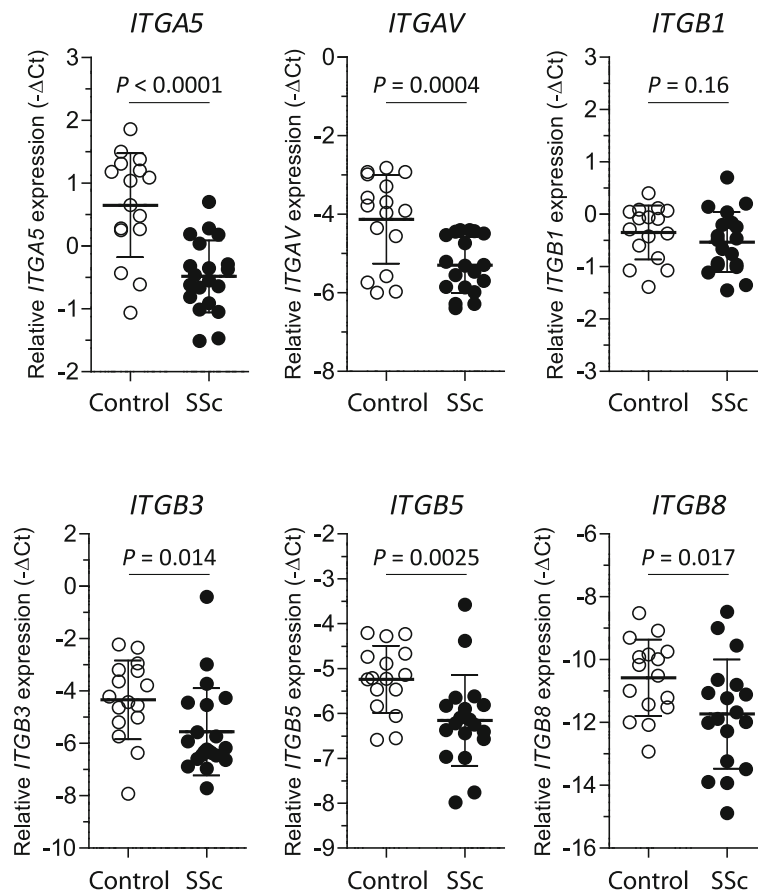 ITGA5
Relative ITGA5 expression (-ΔCt)
3
2
1
0
-1
-2
P < 0.0001
Control SSc
ITGAV
Relative ITGAV expression (-ΔCt)
0
−2
−4
−6
−8
P = 0.0004
Control SSc
ITGB1
Relative ITGB1 expression (-ΔCt)
3
2
1
0
-1
-2
-3
P = 0.16
Control SSc
ITGB3
Relative ITGB3 expression (-ΔCt)
2
0
-2
-4
-6
-8
-10
P = 0.014
Control SSc
ITGB5
Relative ITGB5 expression (-ΔCt)
-2
-3
-4
-5
-6
-7
-8
-9
P = 0.0025
Control SSc
ITGB8
Relative ITGB8 expression (-ΔCt)
-6
-8
-10
-12
-14
-16
P = 0.017
Control SSc